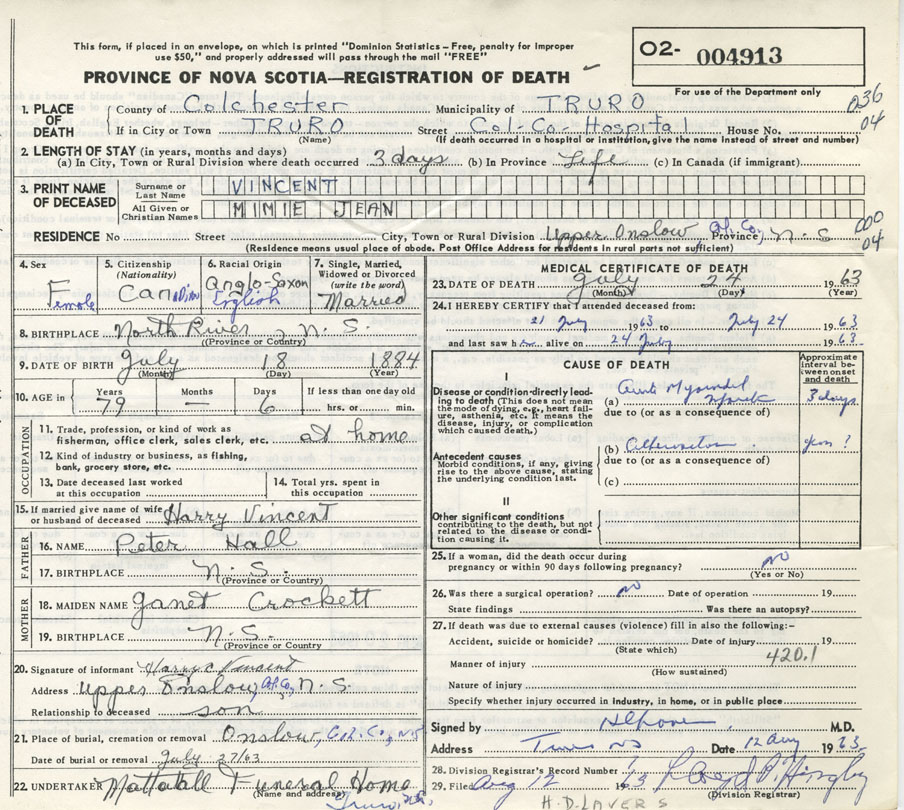 This form, if placed in an envelope, on which is printed "Dominion Statistics – Free, penalty for improper
use $50," and properly addressed will pass through the mail "FREE"
O2- 004913
PROVINCE OF NOVA SCOTIA—REGISTRATION OF DEATH
For use of the Department only
036
04
1. PLACE OF DEATH
County of Colchester Municipality of TRURO
If in City or Town TRURO Street Col-Co-Hospital House No.
(Name) (If death occurred in a hospital or institution, give the name instead of street and number)
2. LENGTH OF STAY (in years, months and days)
(a) In City, Town or Rural Division where death occurred 3 days (b) In Province Life (c) In Canada (if immigrant)
3. PRINT NAME OF DECEASED
Surname or Last Name VINCENT
All Given or Christian Names MIMIE JEAN
RESIDENCE No Street City, Town or Rural Division Upper Onslow Col. Co. Province N-S
000
04
(Residence means usual place of abode. Post Office Address for residents in rural parts not sufficient)
4. Sex
Female
5. Citizenship
(Nationality)
Canadian
6. Racial Origin
Anglo-Saxon
English
7. Single, Married,
Widowed or Divorced
(write the word)
Married
8. BIRTHPLACE North River, N. S.
(Province or Country)
9. DATE OF BIRTH July 18 1884
(Month) (Day) (Year)
10. AGE in
Years Months Days If less than one day old
79 — 6 hrs. or min.
OCCUPATION
11. Trade, profession, or kind of work as
fisherman, office clerk, sales clerk, etc. at home
12. Kind of industry or business, as fishing,
bank, grocery store, etc.
13. Date deceased last worked
at this occupation
14. Total yrs. spent in
this occupation
15. If married give name of wife
or husband of deceased Harry Vincent
FATHER
16. NAME Peter Hall
17. BIRTHPLACE N. S.
(Province or Country)
MOTHER
18. MAIDEN NAME Janet Crockett
19. BIRTHPLACE N. S.
(Province or Country
20. Signature of informant Harry C Vincent
Address Upper Onslow Col. Co, N. S.
Relationship to deceased son
21. Place of burial, cremation or removal Onslow, Col. Co, N.S
Date of burial or removal July 27/63
22. UNDERTAKER Mattatall Funeral Home
(Name and address)
MEDICAL CERTIFICATE OF DEATH
23. DATE OF DEATH July 24 1963
(Month) (Day) (Year)
24. I HEREBY CERTIFY that I attended deceased from:
21 July 1963 to July 24 1963
and last saw h alive on 24 July 1963
CAUSE OF DEATH
Approximate
interval be-
tween onset
and death
I
Disease or condition directly lead-
ing to death (This does not mean
the mode of dying, e.g., heart fail-
ure, asthenia, etc. It means the
disease, injury, or complication
which caused death.)
(a) 3 days
due to (or as a consequence of)
Antecedent causes
Morbid conditions, if any, giving
rise to the above cause, stating
the underlying condition last.
(b) ?
due to (or as a consequence of)
(c)
II
Other significant conditions
contributing to the death, but not
related to the disease or condi-
tion causing it.
25. If a woman, did the death occur during
pregnancy or within 90 days following pregnancy? no
(Yes or No)
26. Was there a surgical operation? no Date of operation 19
State findings Was there an autopsy?
27. If death was due to external causes (violence) fill in also the following:–
Accident, suicide or homicide? Date of injury 19
(State which)
420.1
Manner of injury
(How sustained)
Nature of injury
Specify whether injury occurred in industry, in home, or in public place
Signed by M.D.
Address Truro NS Date 12 Aug 1963
28. Division Registrar's Record Number
29. Filed Aug 12 1963
(Division Registrar)
H. D. LAVERS